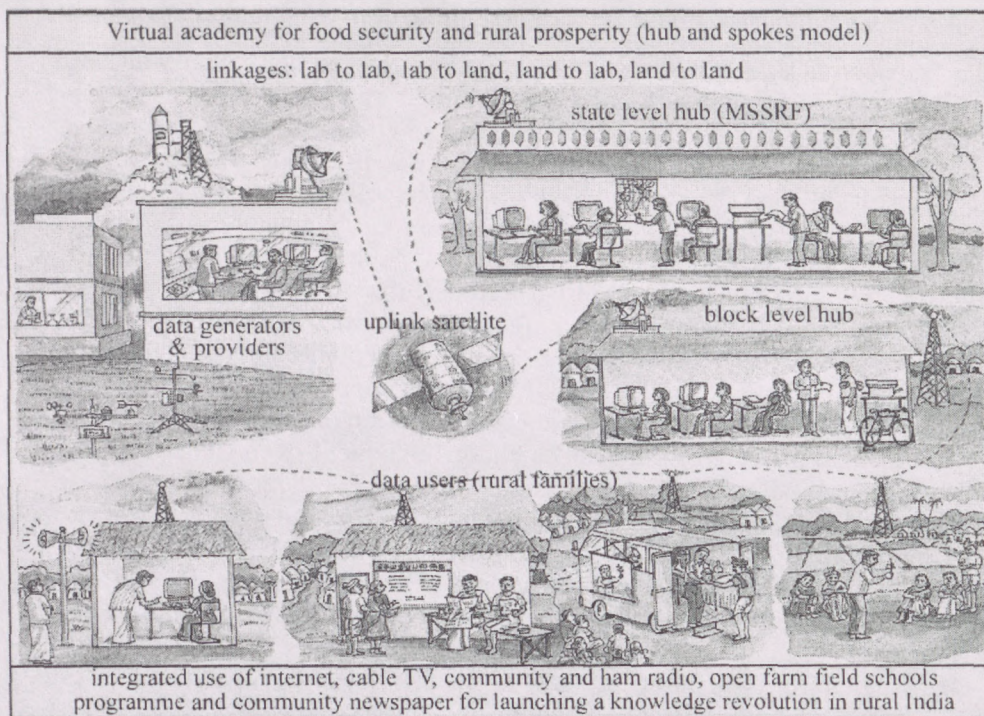 Virtual academy for food security and rural prosperity (hub and spokes model)
linkages: lab to lab, lab to land, land to lab, land to land
state level hub (MSSRF)
data generators
& providers
uplink satellite
block level hub
data users (rural families)
integrated use of internet, cable TV, community and ham radio, open farm field schools
programme and community newspaper for launching a knowledge revolution in rural India